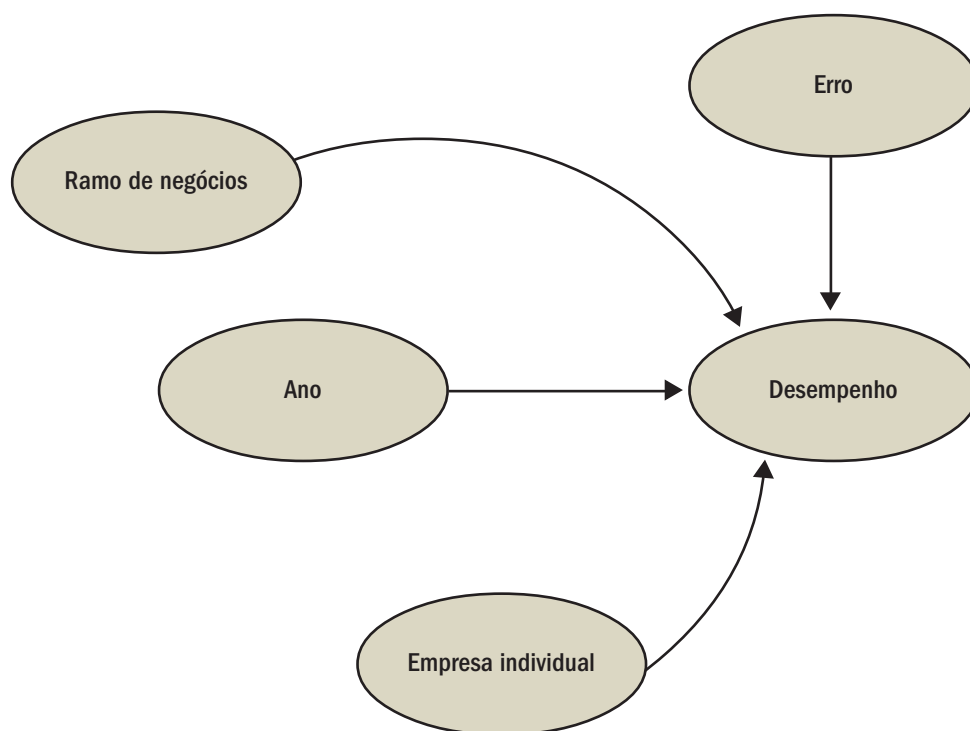 Erro
Ramo de negócios
Ano
Desempenho
Empresa individual